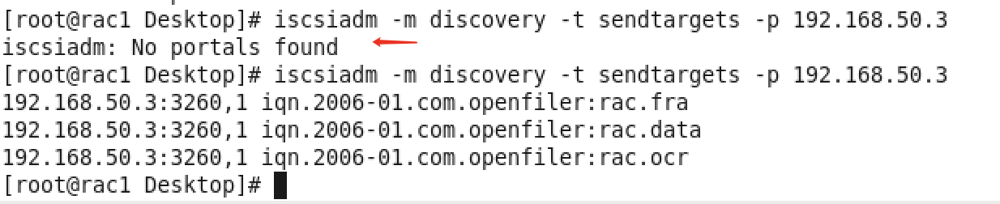 [root@rac1 Desktop]# iscsiadm -m discovery -t sendtargets -p 192.168.50.3
iscsiadm: No portals found
[root@rac1 Desktop]# iscsiadm -m discovery -t sendtargets -p 192.168.50.3
192.168.50.3:3260,1 iqn.2006-01.com.openfiler:rac.fra
192.168.50.3:3260,1 iqn.2006-01.com.openfiler:rac.data
192.168.50.3:3260,1 iqn.2006-01.com.openfiler:rac.ocr
[root@rac1 Desktop]#